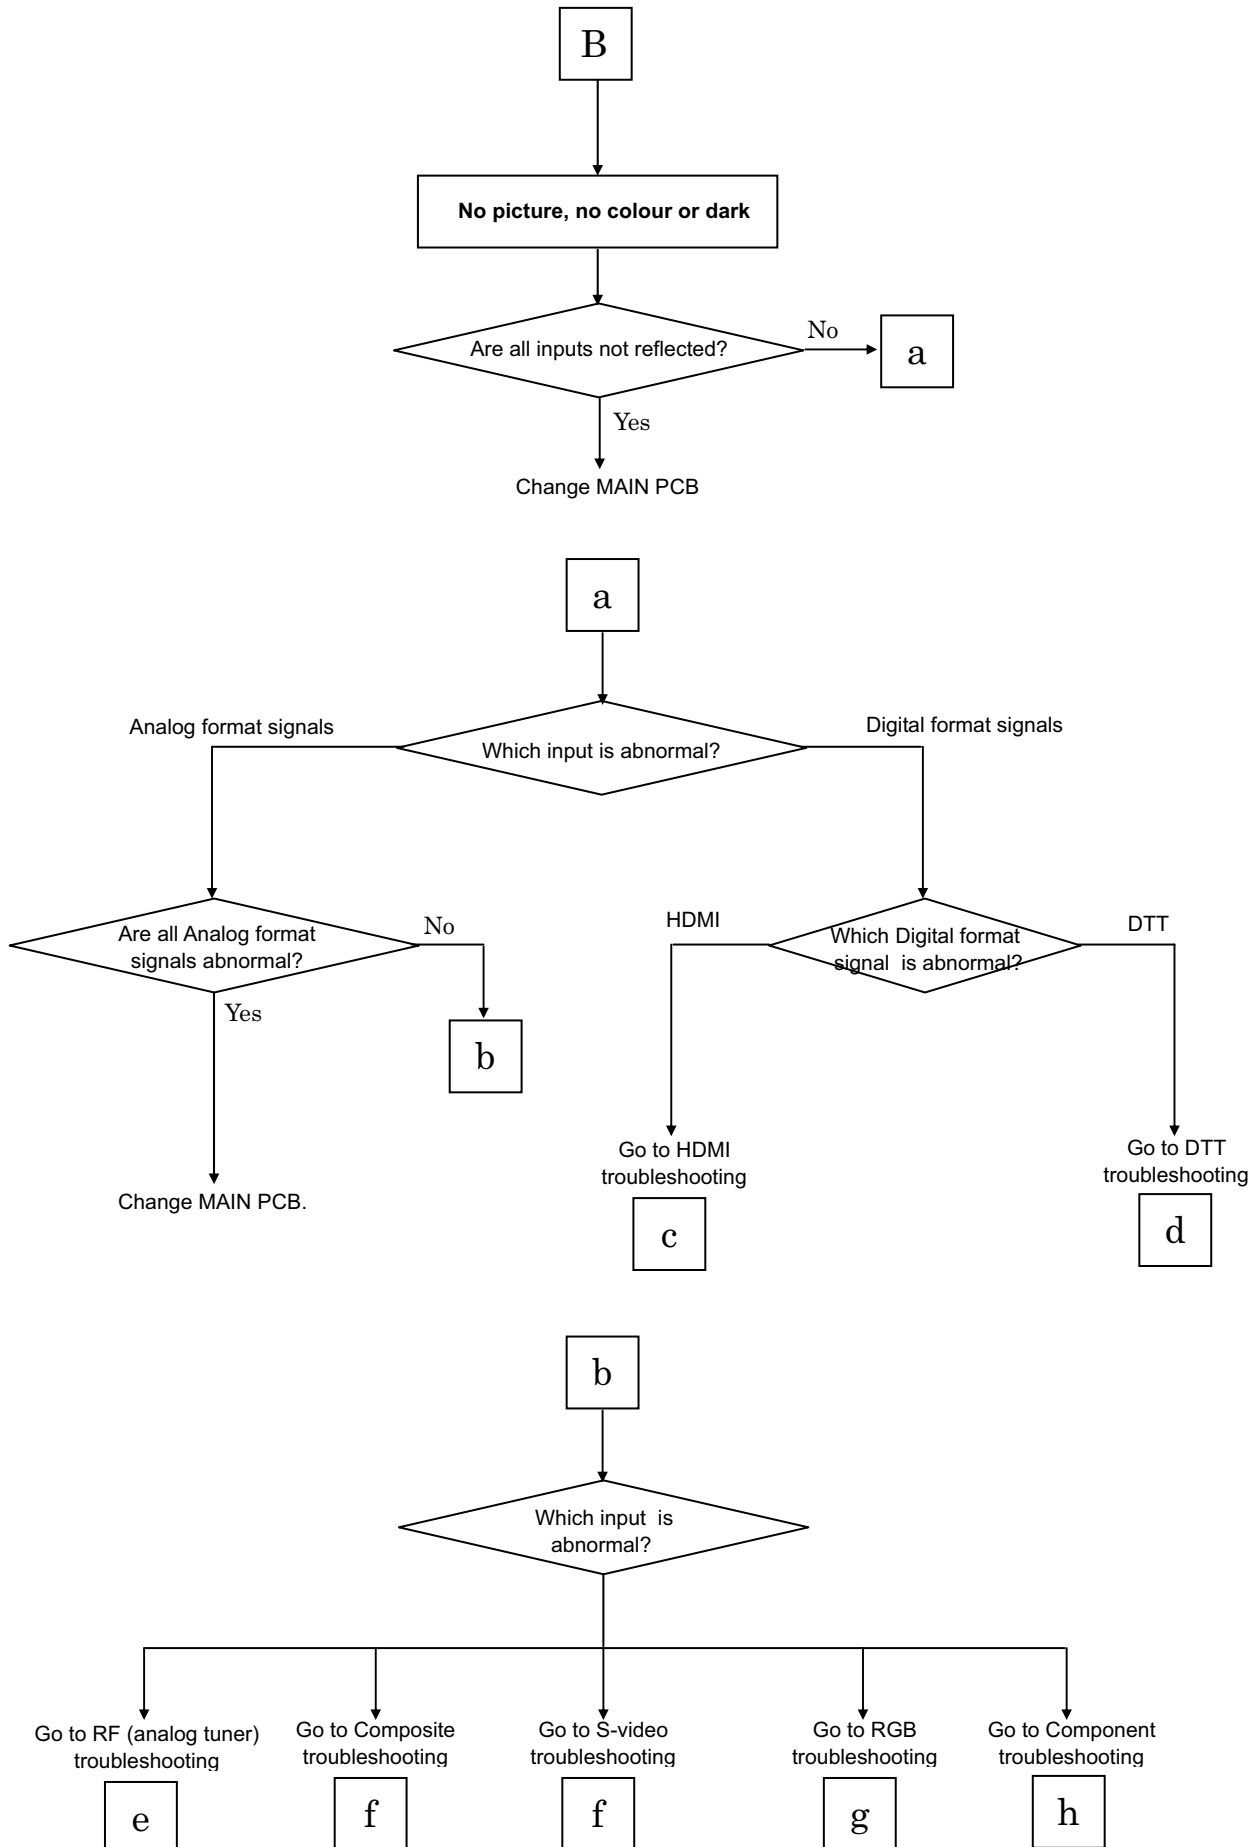 B
No picture, no colour or dark
Are all inputs not reflected?
No
a
Yes
Change MAIN PCB
a
Analog format signals
Which input is abnormal?
Digital format signals
Are all Analog format
signals abnormal?
No
Yes
b
Change MAIN PCB.
HDMI
Which Digital format
signal  is abnormal?
DTT
Go to HDMI
troubleshooting
c
Go to DTT
troubleshooting
d
b
Which input  is
abnormal?
Go to RF (analog tuner)
troubleshooting
e
Go to Composite
troubleshooting
f
Go to S-video
troubleshooting
f
Go to RGB
troubleshooting
g
Go to Component
troubleshooting
h